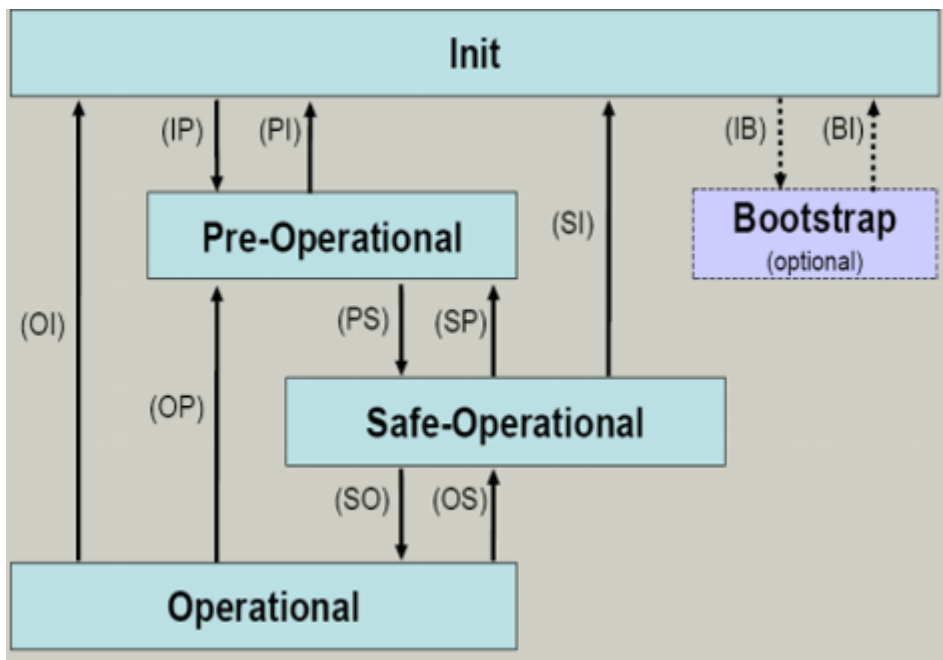 Init
(IP)
(PI)
(IB)
(BI)
Pre-Operational
(SI)
Bootstrap
(optional)
(OI)
(PS)
(SP)
(OP)
Safe-Operational
(SO)
(OS)
Operational